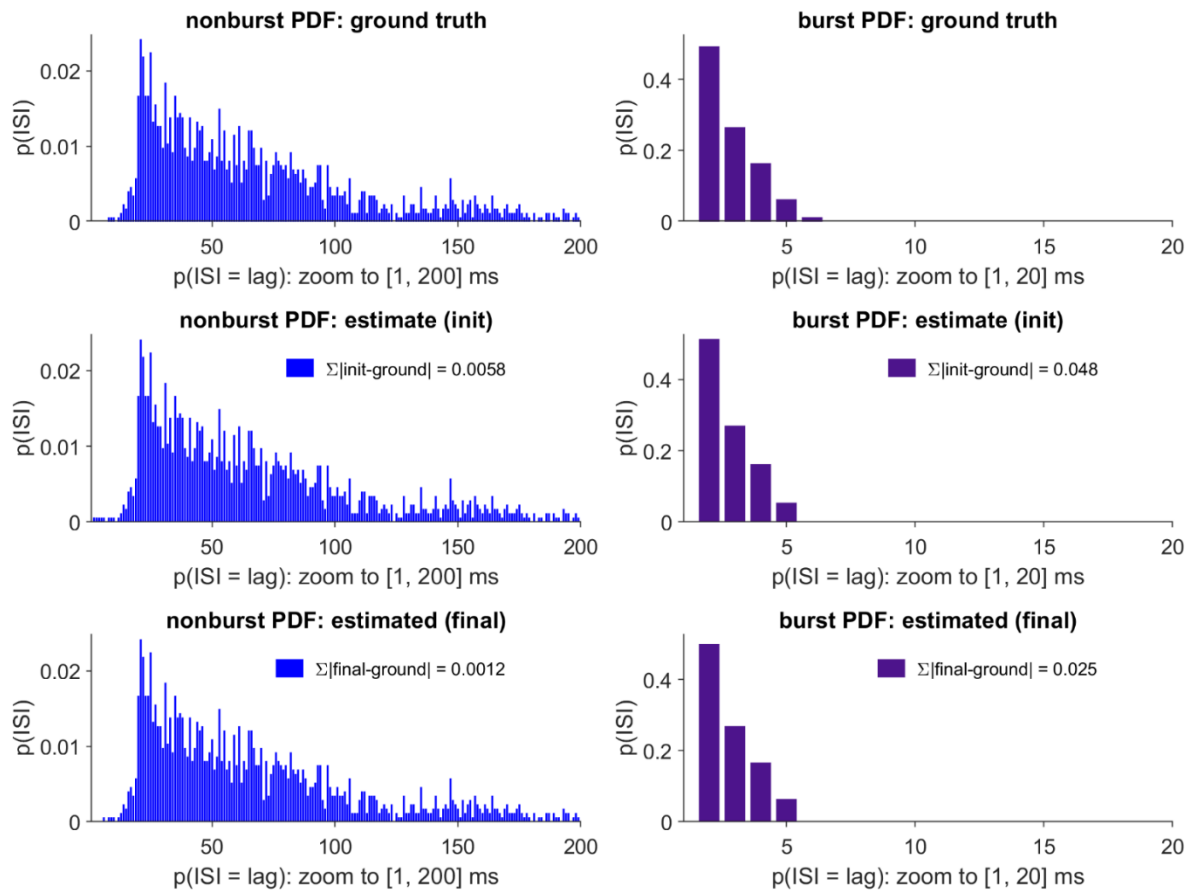 nonburst PDF: ground truth
p(ISI)
0.02
0.01
0
50
100
150
200
p(ISI = lag): zoom to [1, 200] ms
burst PDF: ground truth
p(ISI)
0.4
0.2
0
5
10
15
20
p(ISI = lag): zoom to [1, 20] ms
nonburst PDF: estimate (init)
Σ|init-ground| = 0.0058
p(ISI)
0.02
0.01
0
50
100
150
200
p(ISI = lag): zoom to [1, 200] ms
burst PDF: estimate (init)
Σ|init-ground| = 0.048
p(ISI)
0.4
0.2
0
5
10
15
20
p(ISI = lag): zoom to [1, 20] ms
nonburst PDF: estimated (final)
Σ|final-ground| = 0.0012
p(ISI)
0.02
0.01
0
50
100
150
200
p(ISI = lag): zoom to [1, 200] ms
burst PDF: estimated (final)
Σ|final-ground| = 0.025
p(ISI)
0.4
0.2
0
5
10
15
20
p(ISI = lag): zoom to [1, 20] ms